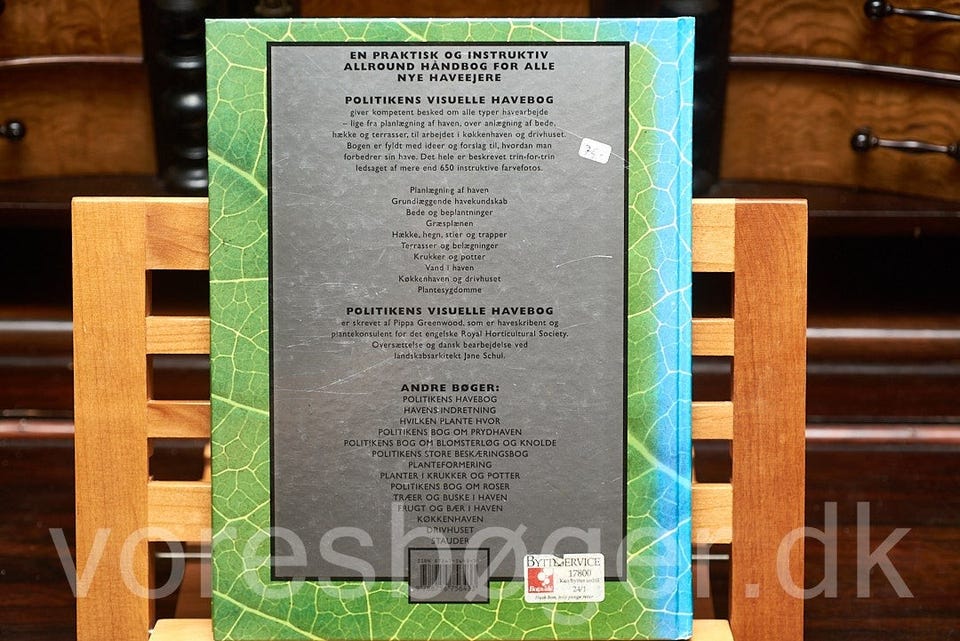 EN PRAKTISK OG INSTRUKTIV
ALLROUND HÅNDBOG FOR ALLE
NYE HAVEEJERE
POLITIKENS VISUELLE HAVEBOG
giver kompetent besked om alle typer havearbejde
– lige fra planlægning af haven, over anlægning af bede,
hække og terrasser, til arbejdet i køkkenhaven og drivhuset.
Bogen er fyldt med ideer og forslag til, hvordan man
forbedrer sin have. Det hele er beskrevet trin-for-trin
ledsaget af mere end 650 instruktive farvefotos.
75,-
Planlægning af haven
Grundlæggende havekundskab
Bede og beplantninger
Græsplænen
Hække, hegn, stier og trapper
Terrasser og belægninger
Krukker og potter
Vand i haven
Køkkenhaven og drivhuset
Plantesygdomme
POLITIKENS VISUELLE HAVEBOG
er skrevet af Pippa Greenwood, som er haveskribent og
plantekonsulent for det engelske Royal Horticultural Society.
Oversættelse og dansk bearbejdelse ved
landskabsarkitekt Jane Schul.
ANDRE BØGER:
POLITIKENS HAVEBOG
HAVENS INDRETNING
HVILKEN PLANTE HVOR
POLITIKENS BOG OM PRYDHAVEN
POLITIKENS BOG OM BLOMSTERLØG OG KNOLDE
POLITIKENS STORE BESKÆRINGSBOG
PLANTEFORMERING
PLANTER I KRUKKER OG POTTER
POLITIKENS BOG OM ROSER
TRÆER OG BUSKE I HAVEN
FRUGT OG BÆR I HAVEN
KØKKENHAVEN
DRIVHUSET
STAUDER
voresbøger.dk
ISBN
BYTTESERVICE
17800
Kan byttes indtil
24/1
Bog&idé